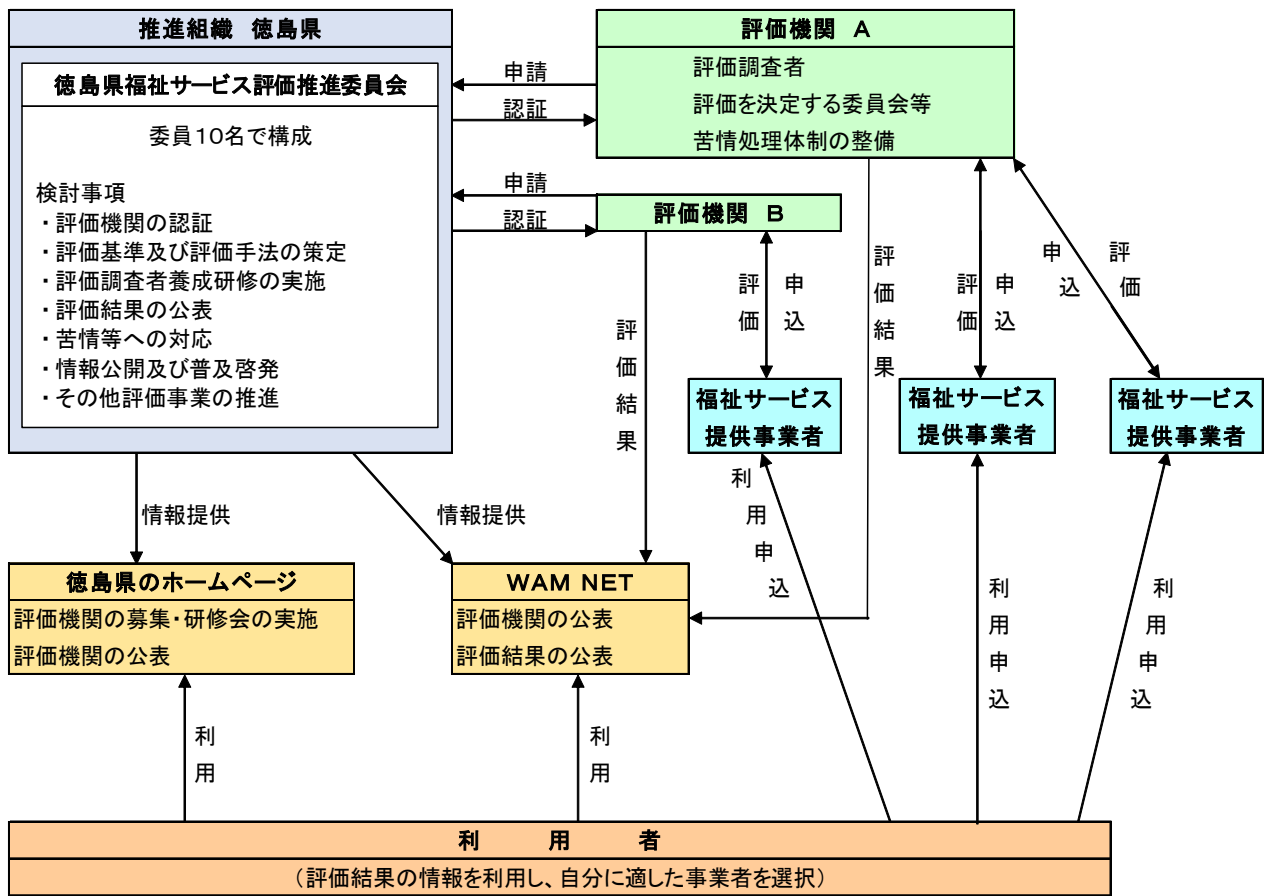 推進組織 徳島県
徳島県福祉サービス評価推進委員会
委員10名で構成
検討事項
・評価機関の認証
・評価基準及び評価手法の策定
・評価調査者養成研修の実施
・評価結果の公表
・苦情等への対応
・情報公開及び普及啓発
・その他評価事業の推進
申請
認証
申請
認証
評価機関 A
評価調査者
評価を決定する委員会等
苦情処理体制の整備
評価機関 B
評価結果
評価
申込
評価結果
評価
申込
申込
評価
福祉サービス
提供事業者
福祉サービス
提供事業者
福祉サービス
提供事業者
情報提供
情報提供
利用申込
利用申込
利用申込
徳島県のホームページ
評価機関の募集・研修会の実施
評価機関の公表
WAM NET
評価機関の公表
評価結果の公表
利用
利用
利用者
(評価結果の情報を利用し、自分に適した事業者を選択)